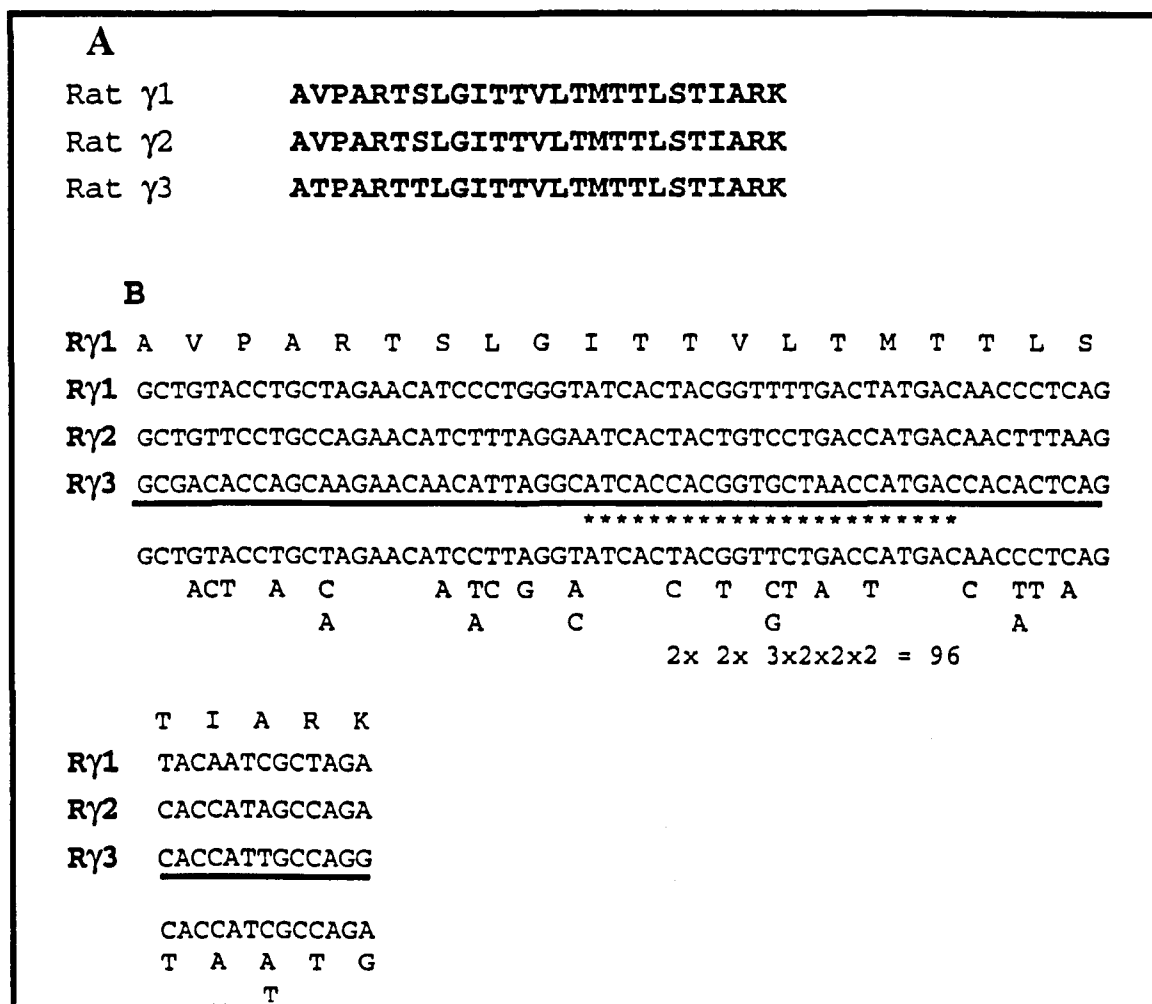 A
Rat γ1 AVPARTSLGITTVLTMTTLSTIARK
Rat γ2 AVPARTSLGITTVLTMTTLSTIARK
Rat γ3 ATPARTTLGITTVLTMTTLSTIARK
B
Rγ1 A V P A R T S L G I T T V L T M T T L S
Rγ1 GCTGTACCTGCTAGAACATCCCTGGGTATCACTACGGTTTTGACTATGACAACCCTCAG
Rγ2 GCTGTTCCTGCCAGAACATCTTTAGGAATCACTACTGTCCTGACCATGACAACTTTAAG
Rγ3 GCGACACCAGCAAGAACAACATTAGGCATCACCACGGTGCTAACCATGACCACACTCAG
***********************
GCTGTACCTGCTAGAACATCCTTAGGTATCACTACGGTTCTGACCATGACAACCCTCAG
ACT A C A TC G A C T CT A T C TT A
A A C G A
2x 2x 3x2x2x2 = 96
T I A R K
Rγ1 TACAATCGCTAGA
Rγ2 CACCATAGCCAGA
Rγ3 CACCATTGCCAGG
CACCATCGCCAGA
T A A T G
T